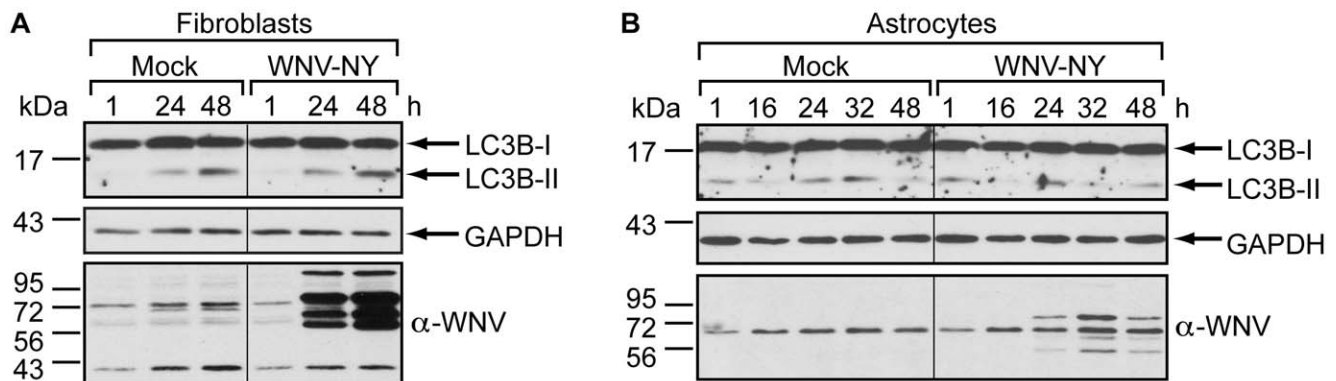 A
Fibroblasts
Mock WNV-NY
kDa 1 24 48 1 24 48 h
LC3B-I
17
LC3B-II
43
GAPDH
95
72
56
43
α-WNV
B
Astrocytes
Mock WNV-NY
kDa 1 16 24 32 48 1 16 24 32 48 h
17
LC3B-I
LC3B-II
43
GAPDH
95
72
56
α-WNV